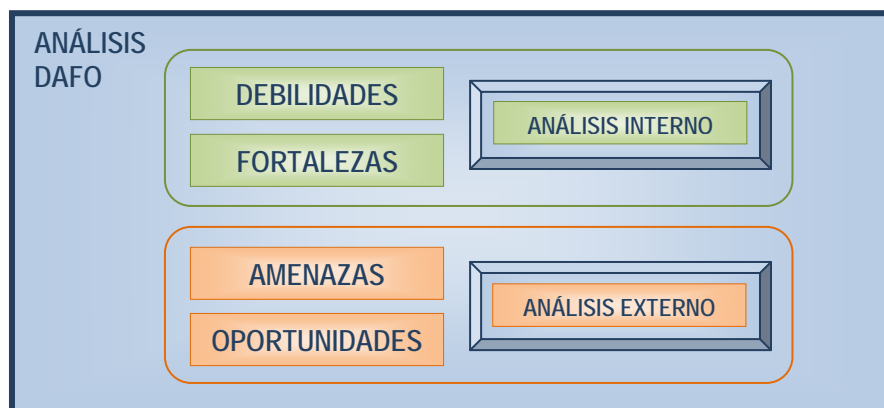 ANÁLISIS
DAFO
DEBILIDADES
FORTALEZAS
ANÁLISIS INTERNO
AMENAZAS
OPORTUNIDADES
ANÁLISIS EXTERNO